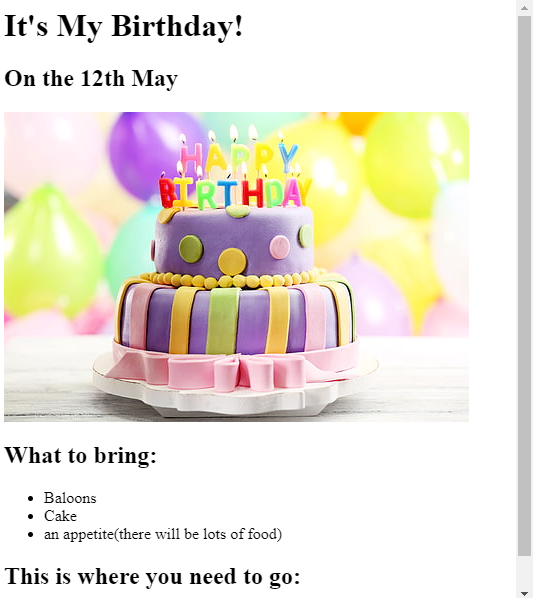 It's My Birthday!
On the 12th May
HAPPY
BIRTHDAY
What to bring:
Baloons
Cake
an appetite(there will be lots of food)
This is where you need to go: